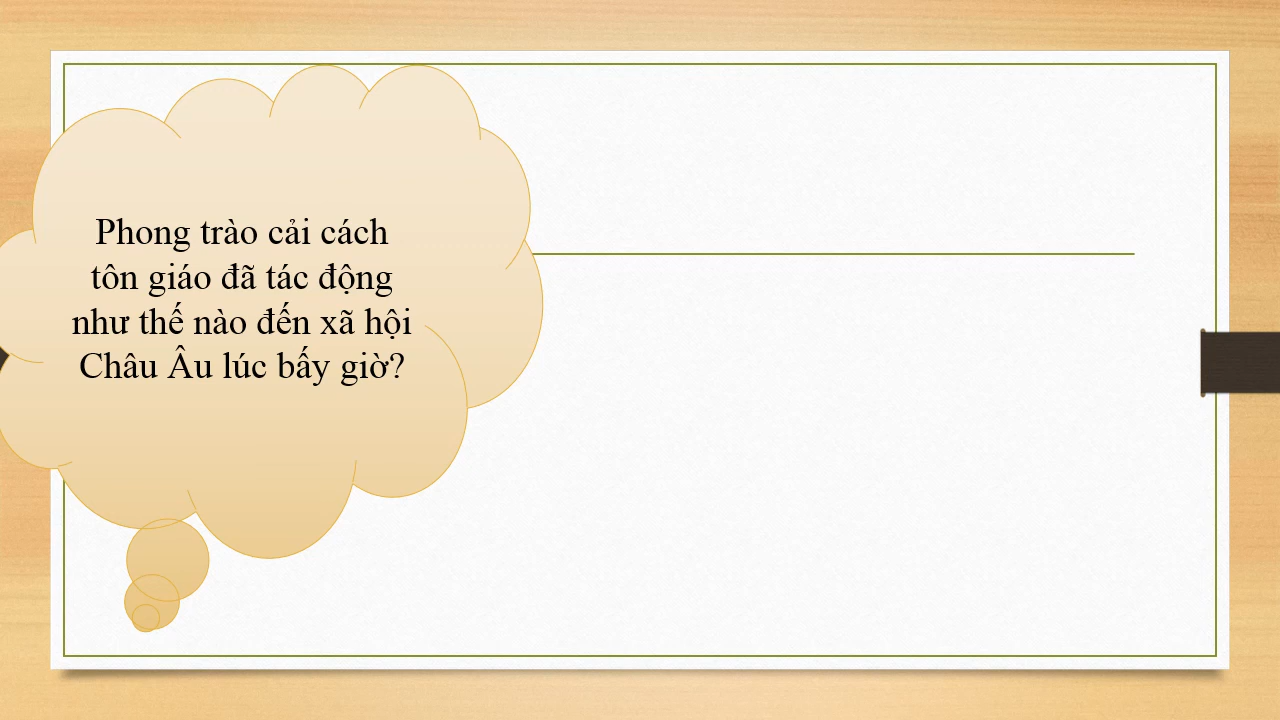 Phong trào cải cách
tôn giáo đã tác động
như thế nào đến xã hội
Châu Âu lúc bấy giờ?